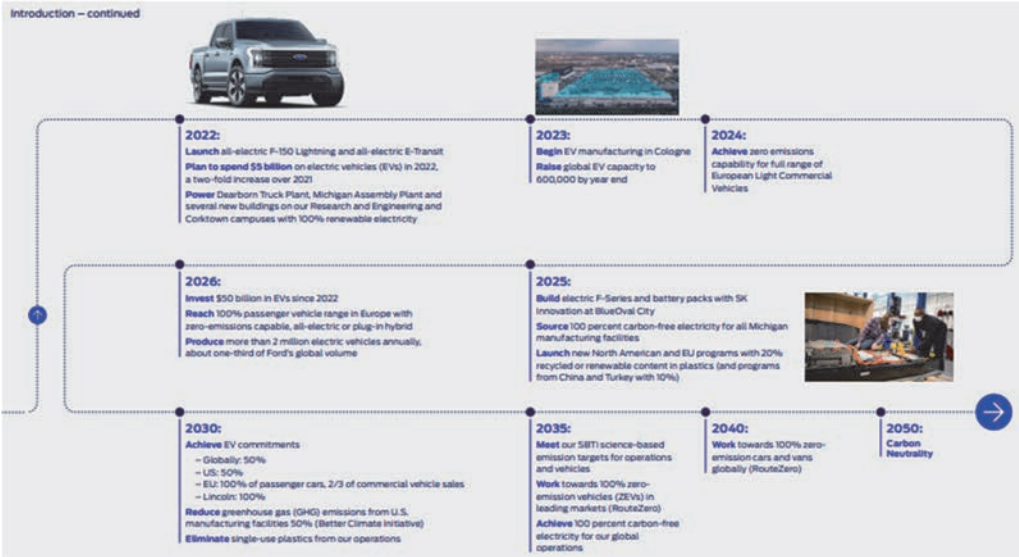 Introduction – continued
2022:
Launch all-electric F-150 Lightning and all-electric E-Transit
Plan to spend $5 billion on electric vehicles (EVs) in 2022,
a two-fold increase over 2021
Power Dearborn Truck Plant, Michigan Assembly Plant and
several new buildings on our Research and Engineering and
Corktown campuses with 100% renewable electricity
2023:
Begin EV manufacturing in Cologne
Raise global EV capacity to
600,000 by year end
2024:
Achieve zero emissions
capability for full range of
European Light Commercial
Vehicles
2026:
Invest $50 billion in EVs since 2022
Reach 100% passenger vehicle range in Europe with
zero-emissions capable, all-electric or plug-in hybrid
Produce more than 2 million electric vehicles annually,
about one-third of Ford's global volume
2025:
Build electric F-Series and battery packs with SK
Innovation at BlueOval City
Source 100 percent carbon-free electricity for all Michigan
manufacturing facilities
Launch new North American and EU programs with 20%
recycled or renewable content in plastics (and programs
from China and Turkey with 10%)
2030:
Achieve EV commitments
– Globally: 50%
– US: 50%
– EU: 100% of passenger cars, 2/3 of commercial vehicle sales
– Lincoln: 100%
Reduce greenhouse gas (GHG) emissions from U.S.
manufacturing facilities 50% (Better Climate Initiative)
Eliminate single-use plastics from our operations
2035:
Meet our SBTi science-based
emission targets for operations
and vehicles
Work towards 100% zero-
emission vehicles (ZEVs) in
leading markets (RouteZero)
Achieve 100 percent carbon-free
electricity for our global
operations
2040:
Work towards 100% zero-
emission cars and vans
globally (RouteZero)
2050:
Carbon
Neutrality